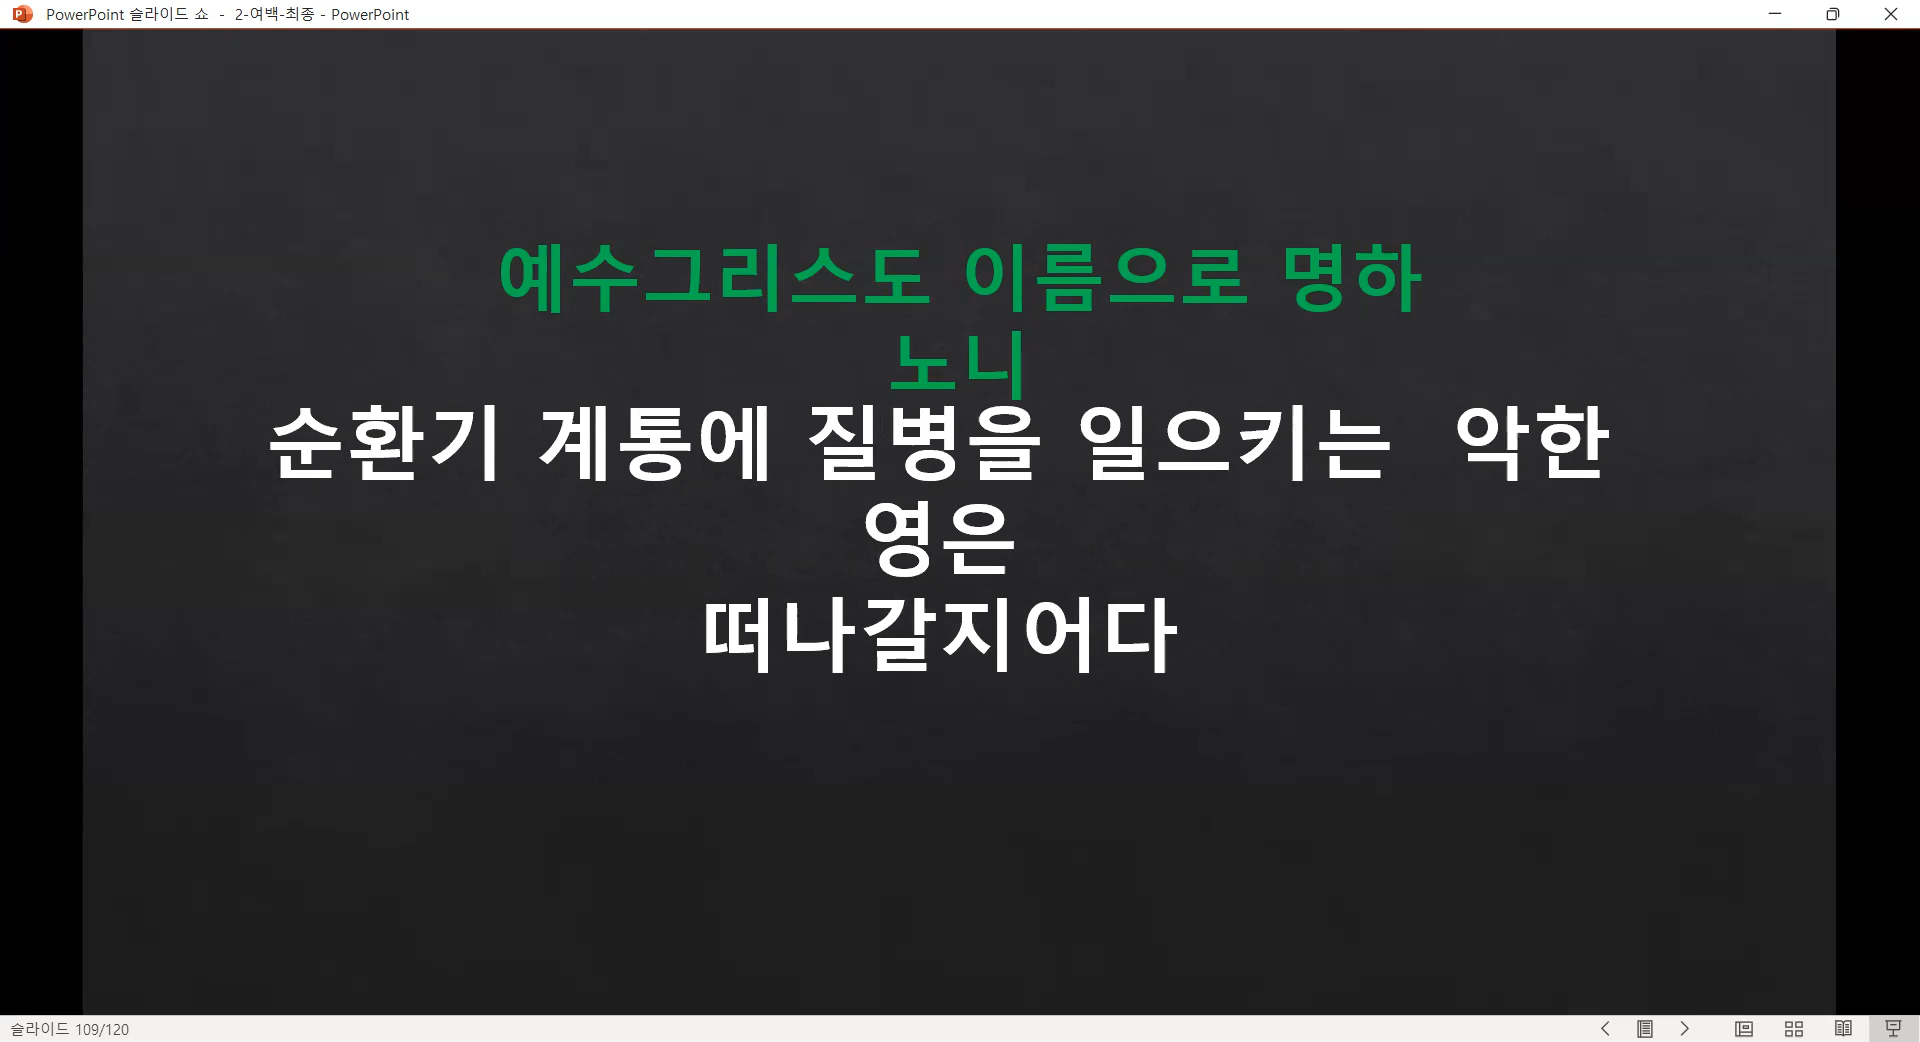 PowerPoint 슬라이드 쇼 - 2-여백-최종 - PowerPoint
예수그리스도 이름으로 명하
노니
순환기 계통에 질병을 일으키는 악한
영은
떠나갈지어다
슬라이드 109/120